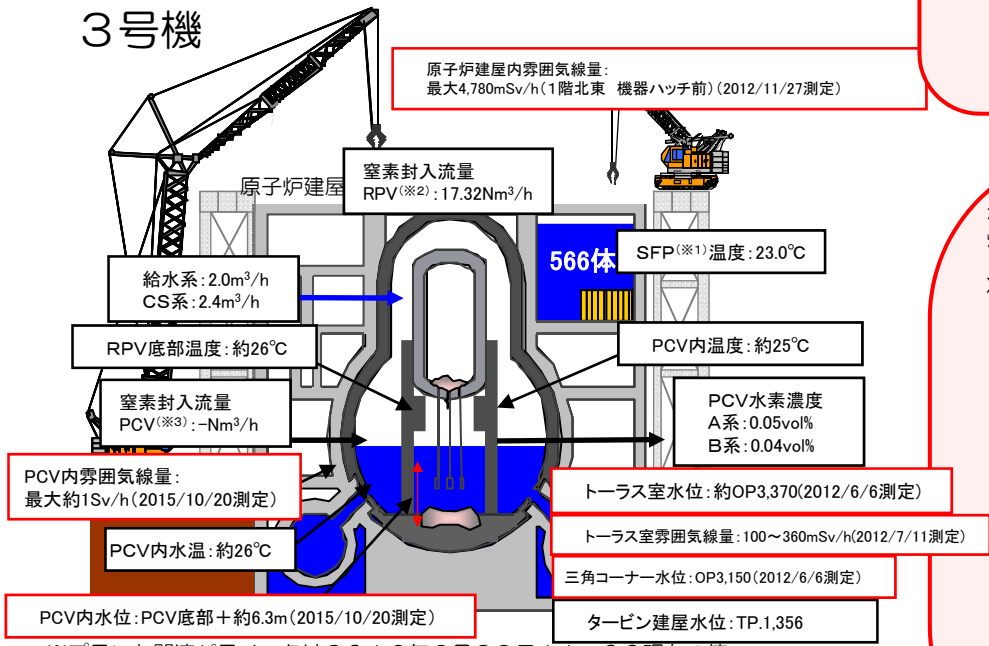 3号機
原子炉建屋内雰囲気線量:
最大4,780mSv/h(1階北東 機器ハッチ前)(2012/11/27測定)
原子炉建屋
窒素封入流量
RPV(※2):17.32Nm³/h
566体
SFP(※1)温度:23.0℃
給水系:2.0m³/h
CS系:2.4m³/h
RPV底部温度:約26℃
PCV内温度:約25℃
窒素封入流量
PCV(※3):-Nm³/h
PCV水素濃度
A系:0.05vol%
B系:0.04vol%
PCV内雰囲気線量:
最大約1Sv/h(2015/10/20測定)
トーラス室水位:約OP3,370(2012/6/6測定)
トーラス室雰囲気線量:100~360mSv/h(2012/7/11測定)
PCV内水温:約26℃
三角コーナー水位:OP3,150(2012/6/6測定)
PCV内水位:PCV底部+約6.3m(2015/10/20測定)
タービン建屋水位:TP.1,356